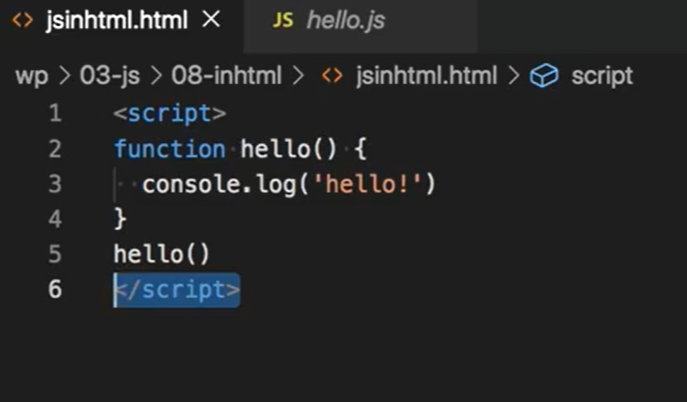 <> jsinhtml.html ×
JS hello.js
wp > 03-js > 08-inhtml > <> jsinhtml.html > script
1 <script>
2 function hello() {
3   console.log('hello!')
4 }
5 hello()
6 </script>